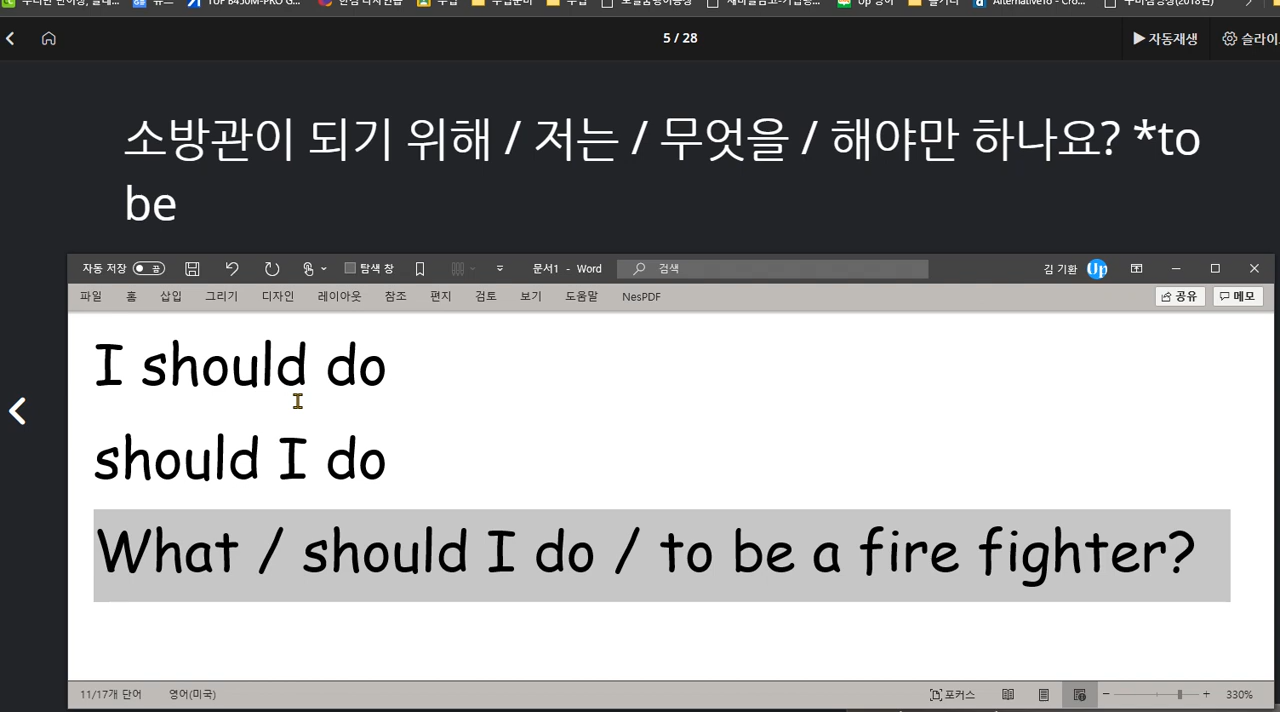 5 / 28
▶ 자동재생
슬라이
소방관이 되기 위해 / 저는 / 무엇을 / 해야만 하나요? *to
be
자동 저장 끔 탐색 창 문서1 - Word 검색 김 기환 Up
파일 홈 삽입 그리기 디자인 레이아웃 참조 편지 검토 보기 도움말 NesPDF 공유 메모
I should do
should I do
What / should I do / to be a fire fighter?
11/17개 단어 영어(미국) 포커스 330%